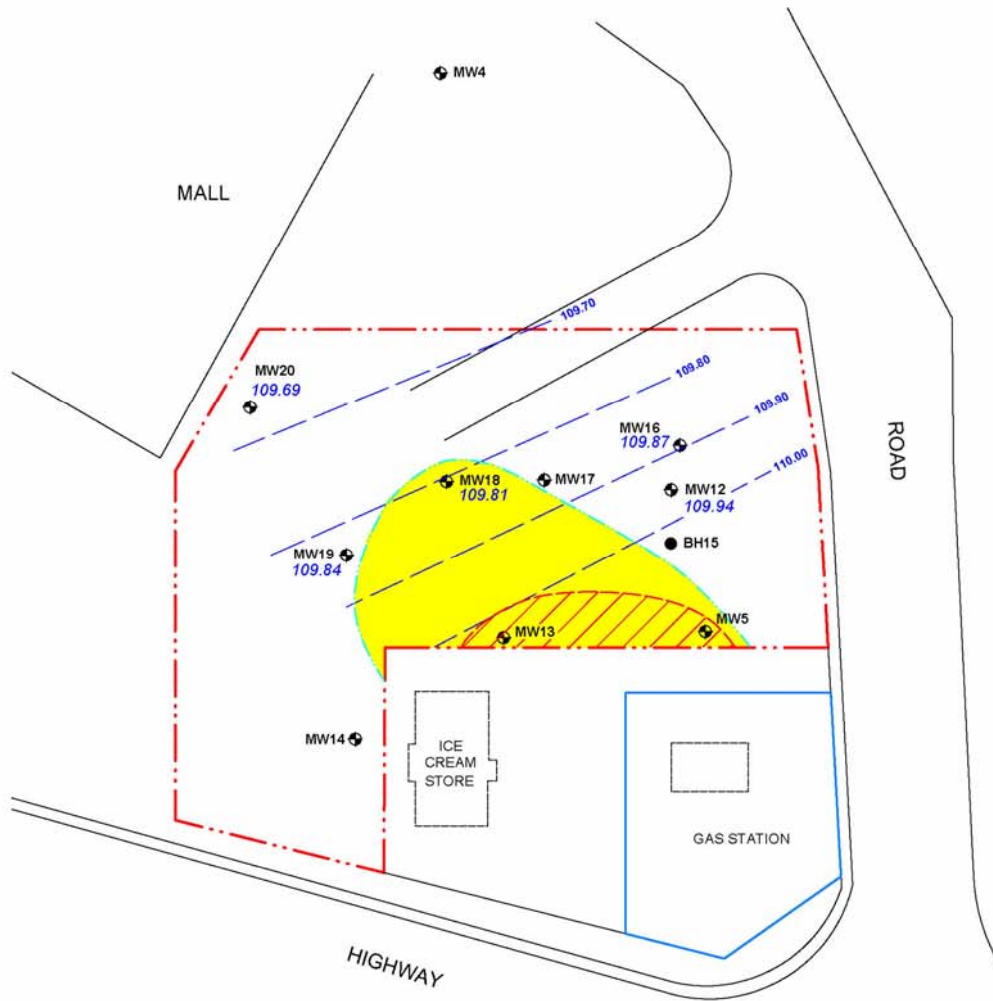 MW4
MALL
109.70
MW20
109.69
109.80
109.90
MW16
109.87
ROAD
110.00
MW18
109.81
MW17
MW12
109.94
BH15
MW19
109.84
MW5
MW13
MW14
ICE
CREAM
STORE
GAS STATION
HIGHWAY